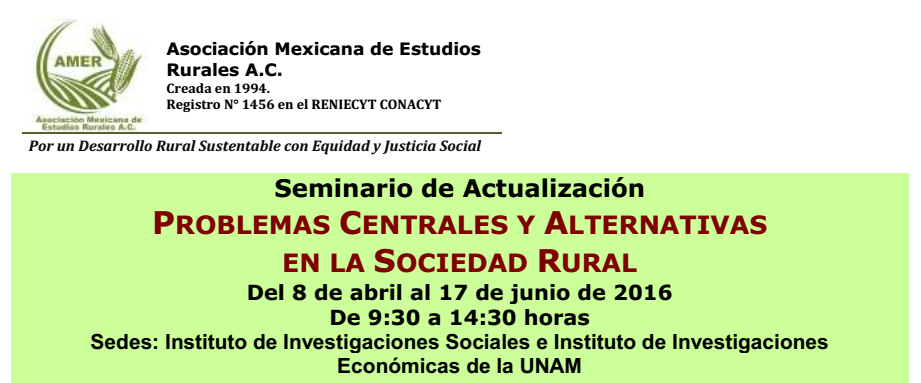 AMER
Asociación Mexicana de
Estudios Rurales A.C.
Asociación Mexicana de Estudios
Rurales A.C.
Creada en 1994.
Registro N° 1456 en el RENIECYT CONACYT
Por un Desarrollo Rural Sustentable con Equidad y Justicia Social
Seminario de Actualización
PROBLEMAS CENTRALES Y ALTERNATIVAS
EN LA SOCIEDAD RURAL
Del 8 de abril al 17 de junio de 2016
De 9:30 a 14:30 horas
Sedes: Instituto de Investigaciones Sociales e Instituto de Investigaciones
Económicas de la UNAM